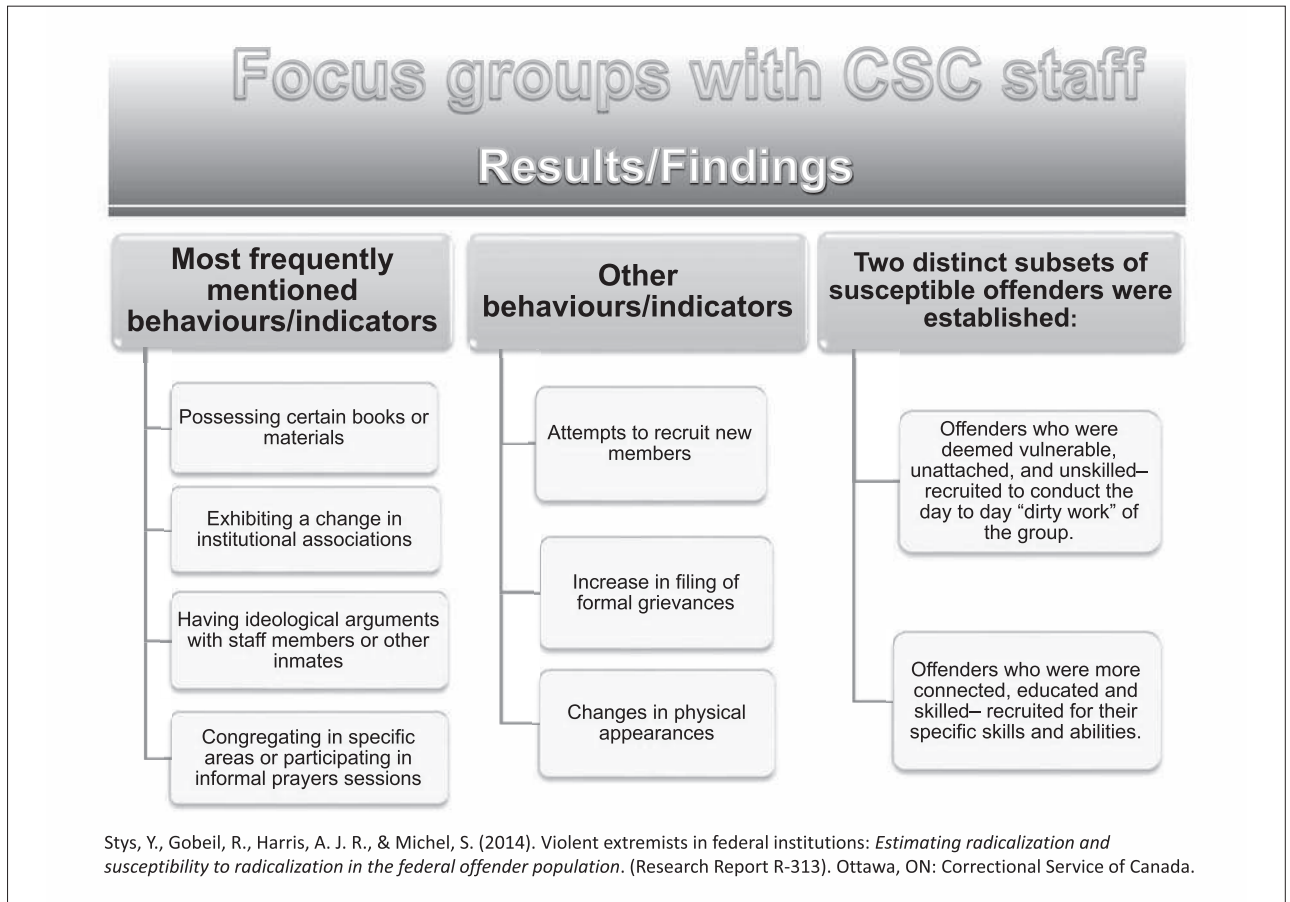 Focus groups with CSC staff
Results/Findings
Most frequently
mentioned
behaviours/indicators
Possessing certain books or
materials
Exhibiting a change in
institutional associations
Having ideological arguments
with staff members or other
inmates
Congregating in specific
areas or participating in
informal prayers sessions
Other
behaviours/indicators
Attempts to recruit new
members
Increase in filing of
formal grievances
Changes in physical
appearances
Two distinct subsets of
susceptible offenders were
established:
Offenders who were
deemed vulnerable,
unattached, and unskilled–
recruited to conduct the
day to day “dirty work” of
the group.
Offenders who were more
connected, educated and
skilled– recruited for their
specific skills and abilities.
Stys, Y., Gobeil, R., Harris, A. J. R., & Michel, S. (2014). Violent extremists in federal institutions: Estimating radicalization and
susceptibility to radicalization in the federal offender population. (Research Report R-313). Ottawa, ON: Correctional Service of Canada.